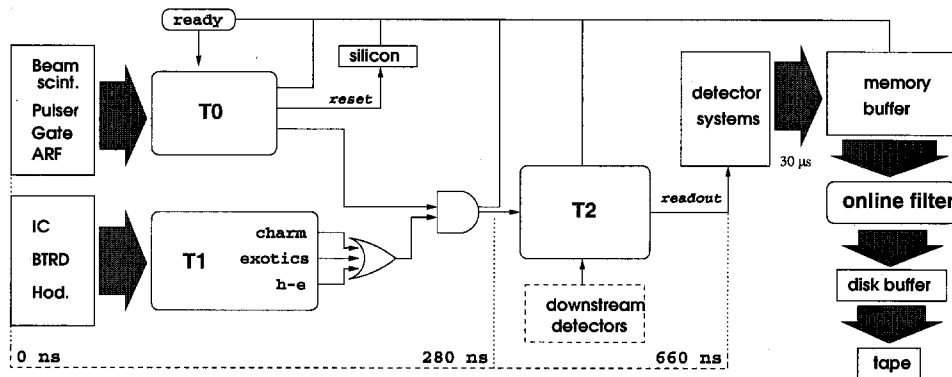 ready
Beam
scint.
Pulser
Gate
ARF
T0
reset
silicon
detector
systems
30 µs
memory
buffer
IC
BTRD
Hod.
T1
charm
exotics
h-e
T2
readout
online filter
downstream
detectors
disk buffer
tape
0 ns
280 ns
660 ns